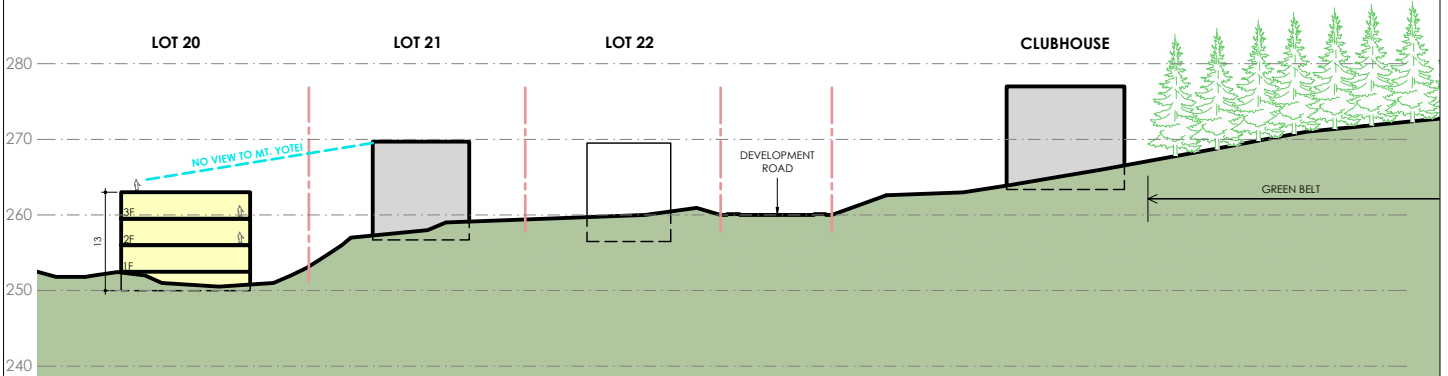 LOT 20
LOT 21
LOT 22
CLUBHOUSE
280
270
NO VIEW TO MT. YOTEI
DEVELOPMENT
ROAD
GREEN BELT
260
3F
2F
13
1F
250
240